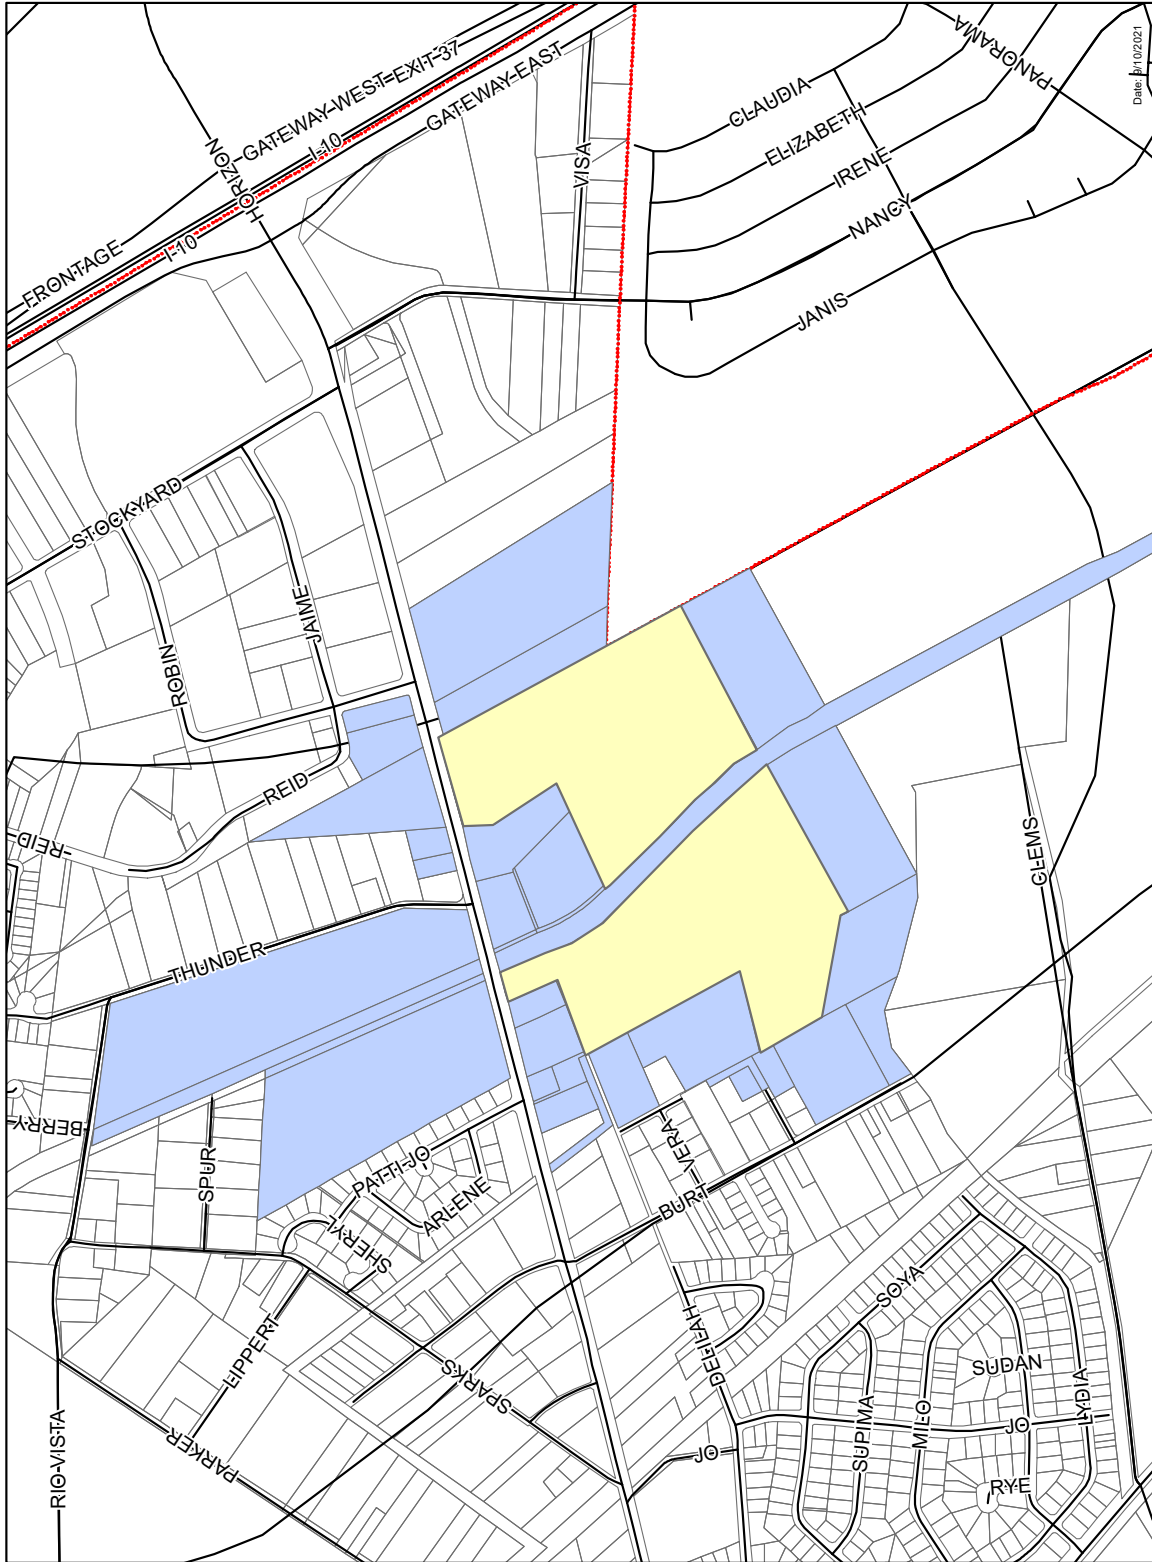 PANORAMA
Date: 9/10/2021
GATEWAY WEST EXIT 37
GATEWAY EAST
CLAUDIA
HORIZON
I-10
ELIZABETH
VISA
IRENE
NANCY
FRONTAGE
I-10
JANIS
STOCKYARD
JAIME
ROBIN
REID
REID
CLEMS
THUNDER
BERRY
SPUR
PATTI JO
VERA
ARLENE
BURT
SHERRYL
SOYA
LIPPERT
DELILAH
SUDAN
SPARKS
LYDIA
SUPIMA
MILO
JO
JO
RIO VISTA
PARKER
RYE